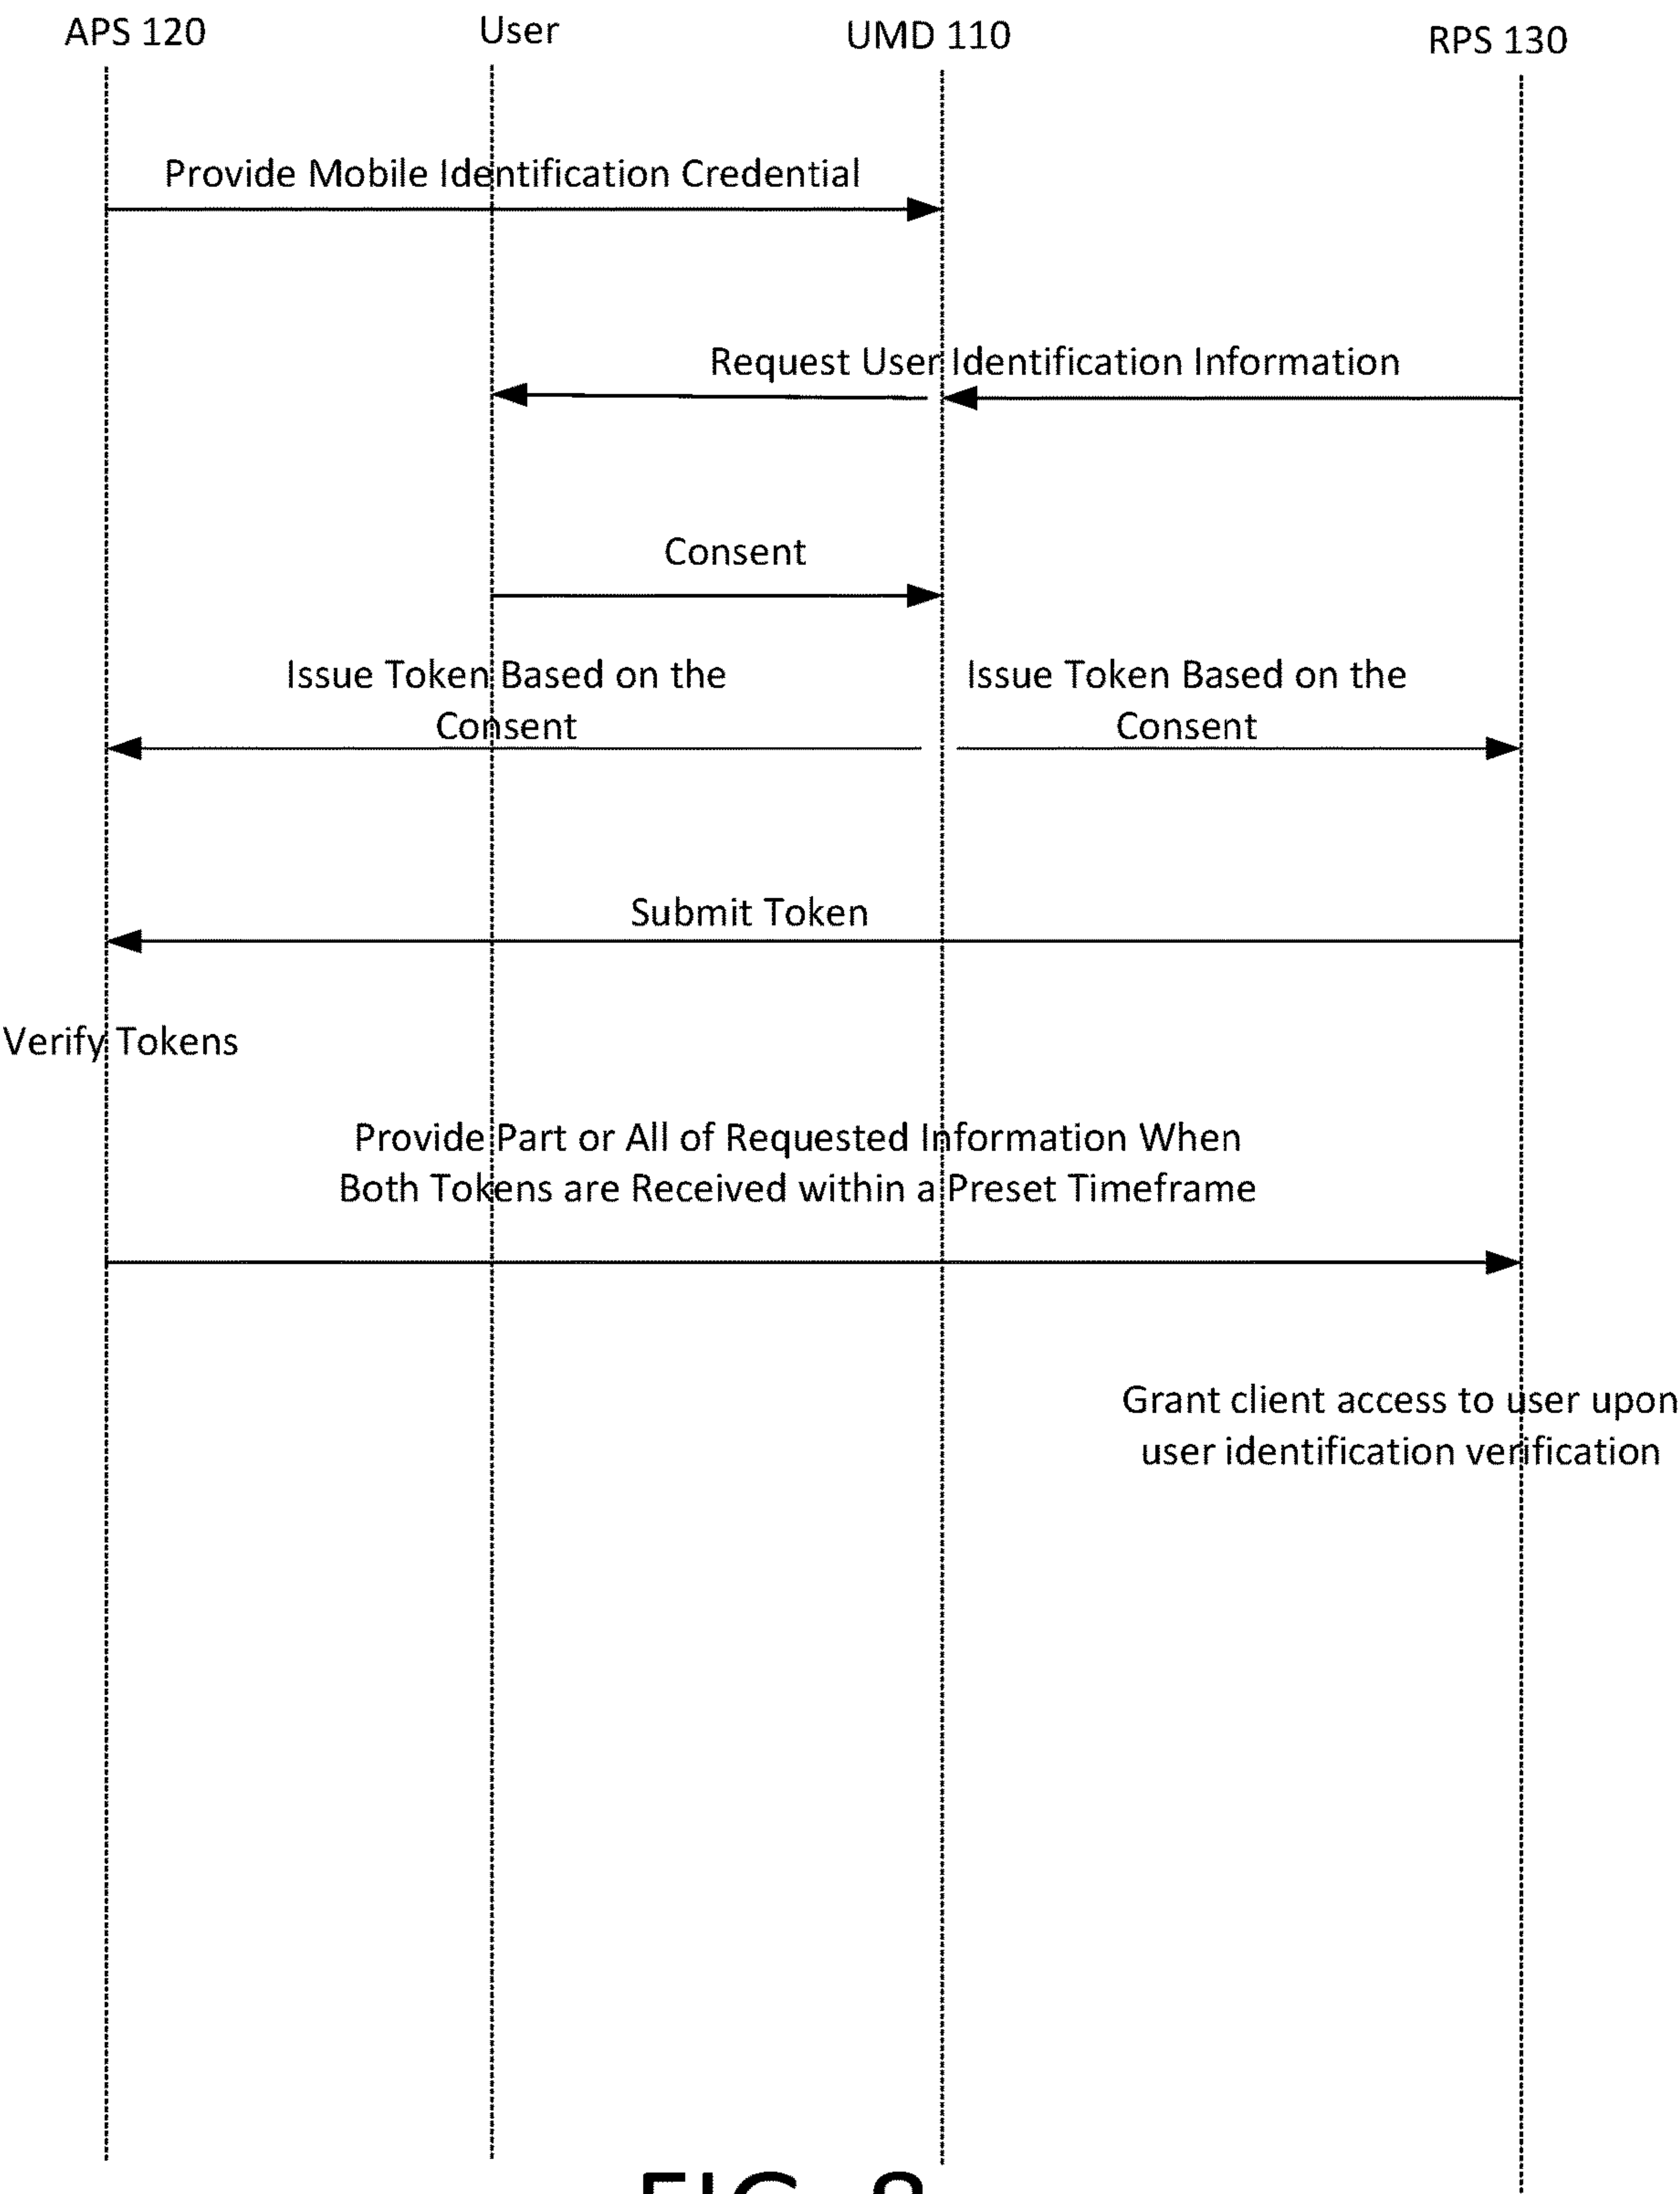 APS 120
User
UMD 110
RPS 130
Provide Mobile Identification Credential
Request User Identification Information
Consent
Issue Token Based on the
Consent
Issue Token Based on the
Consent
Submit Token
Verify Tokens
Provide Part or All of Requested Information When
Both Tokens are Received within a Preset Timeframe
Grant client access to user upon
user identification verification
FIG. 8